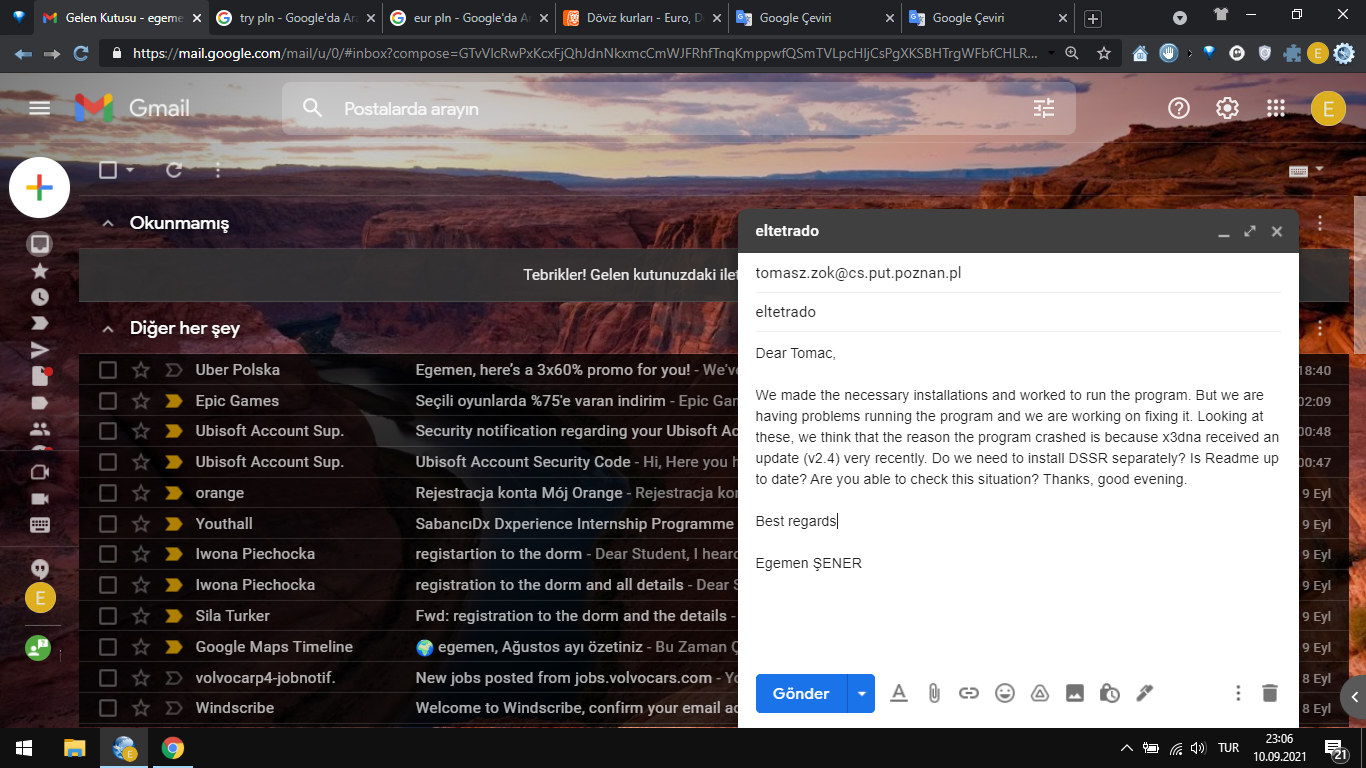 Gelen Kutusu - egeme
try pln - Google'da Ar
eur pln - Google'da A
Döviz kurları - Euro, D
Google Çeviri
Google Çeviri
https://mail.google.com/mail/u/0/#inbox?compose=GTvVlcRwPxKcxFjQhJdnNkxmcCmWJFRhfTnqKmppwfQSmTVLpcHljCsPgXKSBHTrgWFbfCHLR...
E
Gmail
Postalarda arayın
E
Okunmamış
Tebrikler! Gelen kutunuzdaki ilet
Diğer her şey
Uber Polska Egemen, here's a 3x60% promo for you! - We've 18:40
Epic Games Seçili oyunlarda %75'e varan indirim - Epic Gam 02:09
Ubisoft Account Sup. Security notification regarding your Ubisoft Ac 00:48
Ubisoft Account Sup. Ubisoft Account Security Code - Hi, Here you h 00:47
orange Rejestracja konta Mój Orange - Rejestracja kon 9 Eyl
Youthall SabancıDx Dxperience Internship Programme 9 Eyl
Iwona Piechocka registartion to the dorm - Dear Student, I heard 9 Eyl
Iwona Piechocka registration to the dorm and all details - Dear S 9 Eyl
Sila Turker Fwd: registration to the dorm and the details - 9 Eyl
Google Maps Timeline egemen, Ağustos ayı özetiniz - Bu Zaman Ç 9 Eyl
volvocarp4-jobnotif. New jobs posted from jobs.volvocars.com - Yo 8 Eyl
Windscribe Welcome to Windscribe, confirm your email ac 8 Eyl
E
eltetrado
tomasz.zok@cs.put.poznan.pl
eltetrado
Dear Tomac,
We made the necessary installations and worked to run the program. But we are
having problems running the program and we are working on fixing it. Looking at
these, we think that the reason the program crashed is because x3dna received an
update (v2.4) very recently. Do we need to install DSSR separately? Is Readme up
to date? Are you able to check this situation? Thanks, good evening.
Best regards
Egemen ŞENER
Gönder
E
TUR
23:06
10.09.2021
21